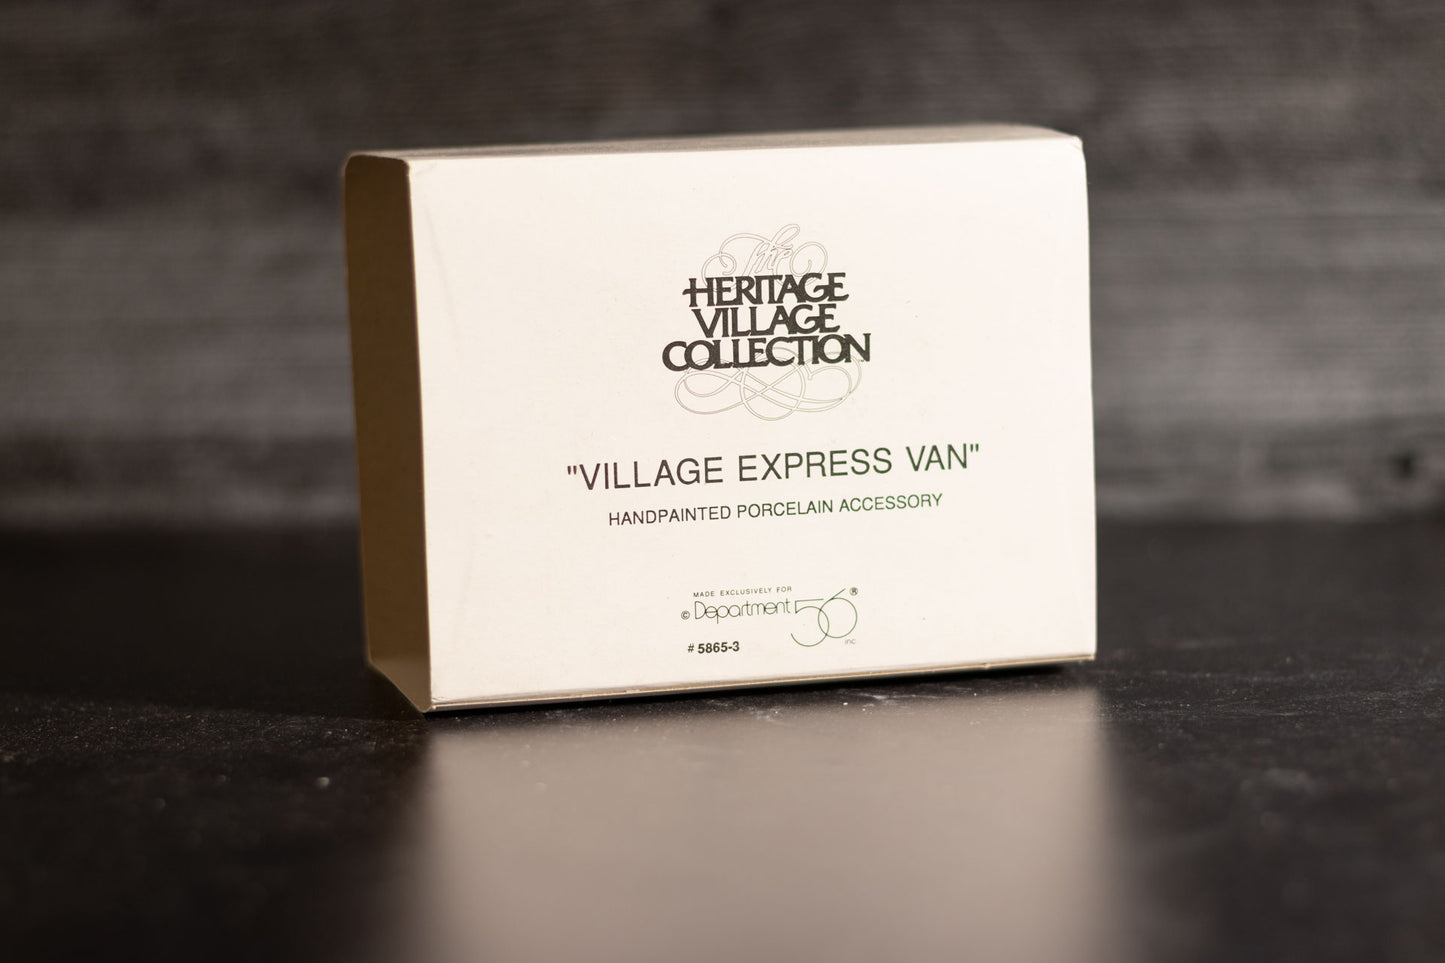 The
HERITAGE
VILLAGE
COLLECTION
"VILLAGE EXPRESS VAN"
HANDPAINTED PORCELAIN ACCESSORY
MADE EXCLUSIVELY FOR
© Department 56 ®
inc.
# 5865-3